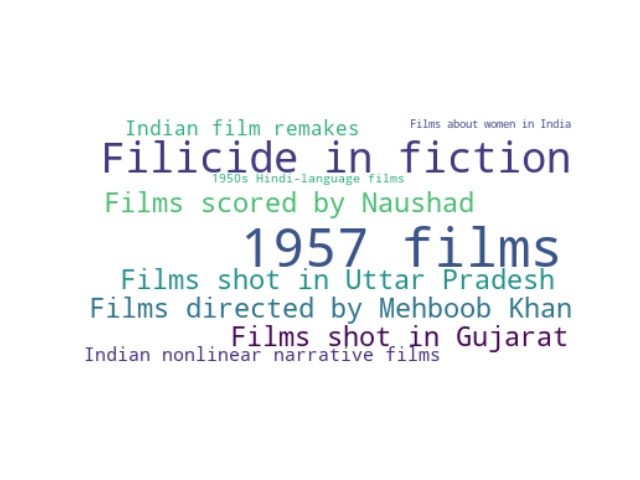 Indian film remakes
Films about women in India
Filicide in fiction
1950s Hindi-language films
Films scored by Naushad
1957 films
Films shot in Uttar Pradesh
Films directed by Mehboob Khan
Films shot in Gujarat
Indian nonlinear narrative films